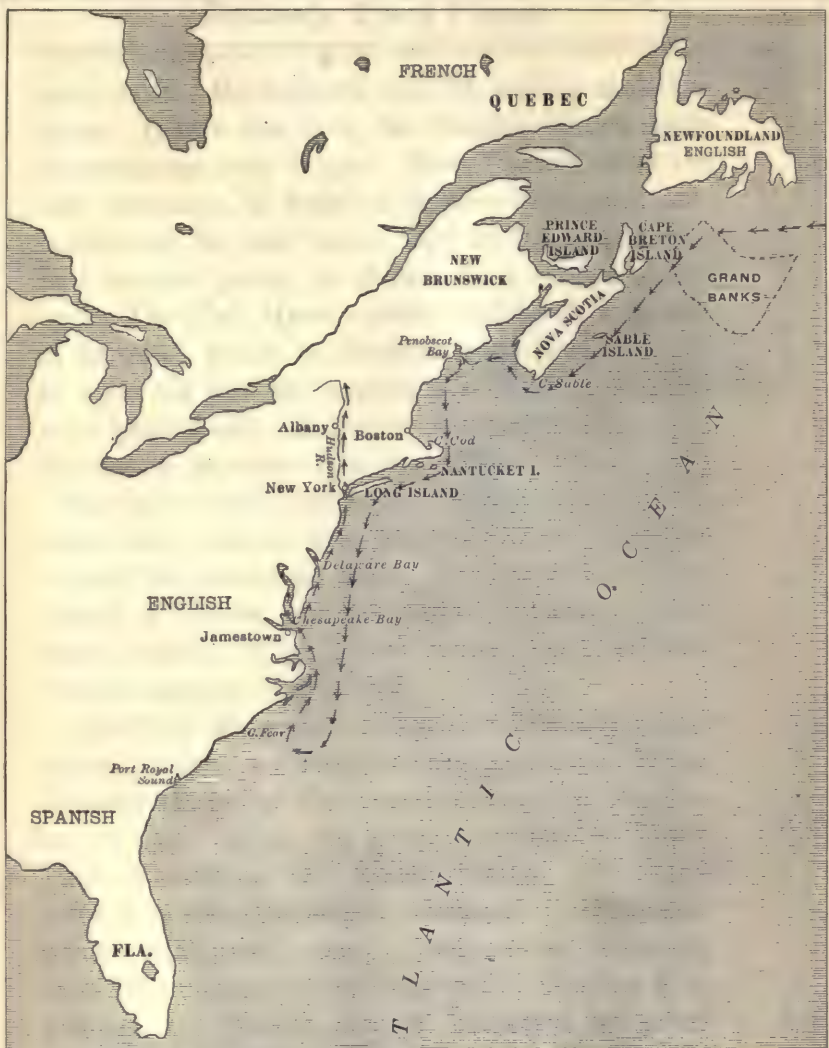 FRENCH
QUEBEC
NEWFOUNDLAND
ENGLISH
PRINCE
EDWARD
ISLAND
CAPE
BRETON
ISLAND
NEW
BRUNSWICK
GRAND
BANKS
NOVA SCOTIA
Penobscot
Bay
SABLE
ISLAND
C. Sable
Albany
Boston
Hudson
R.
C. Cod
NANTUCKET I.
New York
LONG ISLAND
Delaware Bay
ENGLISH
Chesapeake Bay
Jamestown
C. Fear
Port Royal
Sound
SPANISH
FLA.
TLANTIC OCEAN